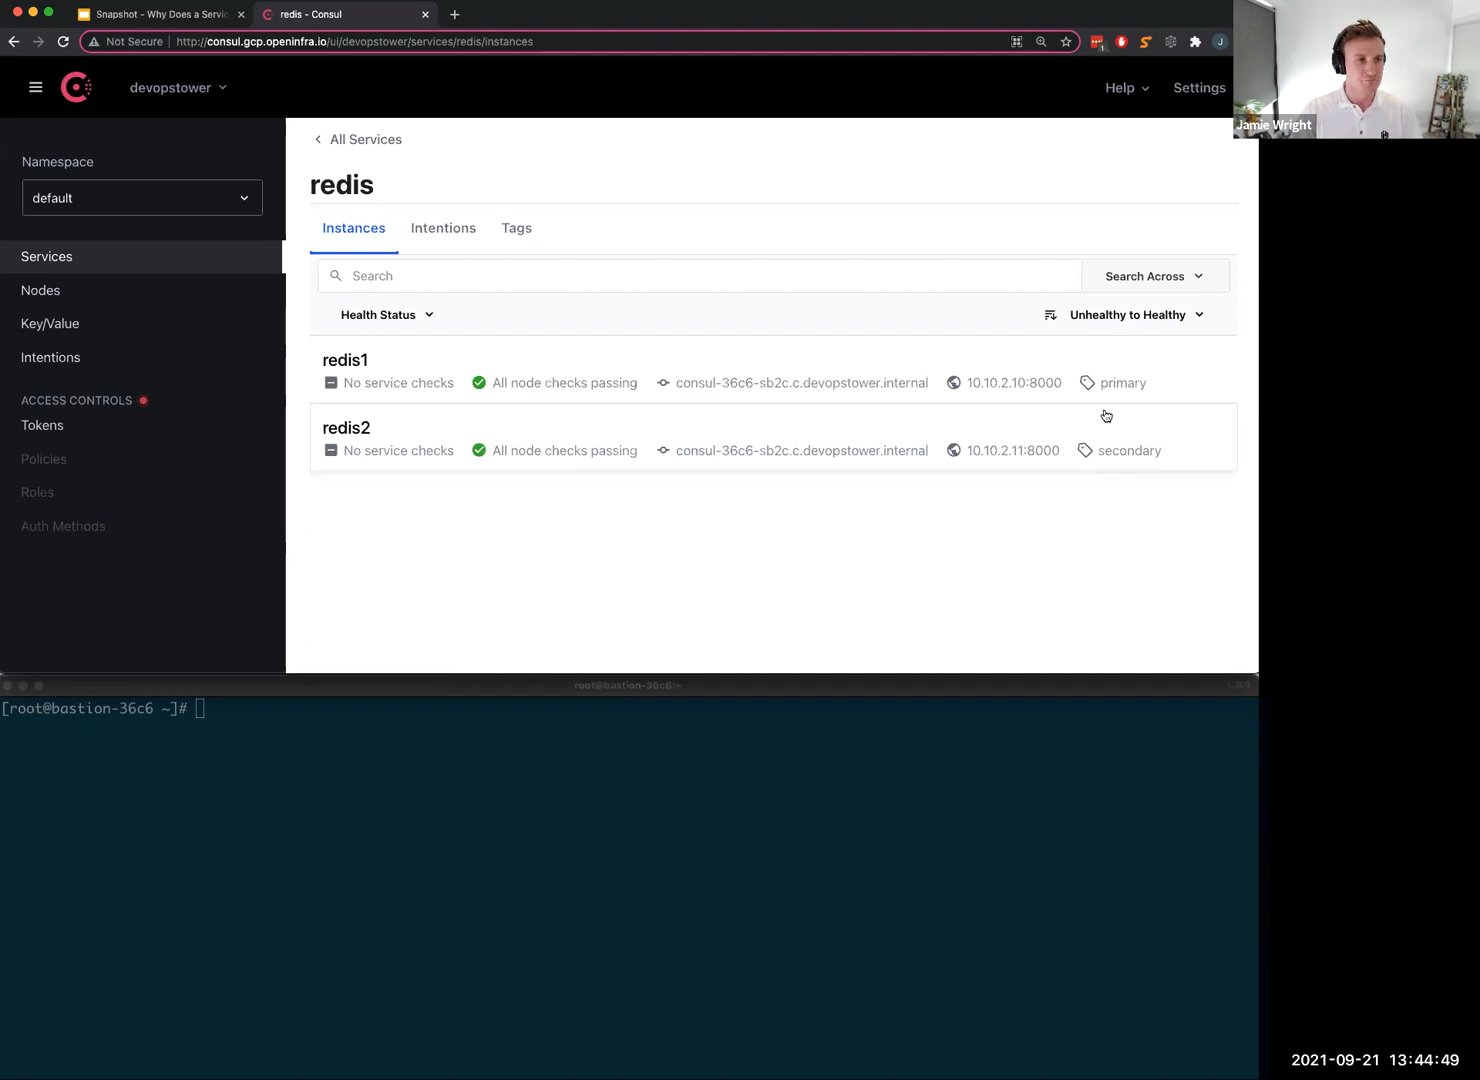 Snapshot - Why Does a Servic
redis - Consul
Not Secure http://consul.gcp.openinfra.io/ui/devopstower/services/redis/instances
1
J
Jamie Wright
devopstower
Help
Settings
Namespace
default
Services
Nodes
Key/Value
Intentions
ACCESS CONTROLS
Tokens
Policies
Roles
Auth Methods
All Services
redis
Instances Intentions Tags
Search
Search Across
Health Status
Unhealthy to Healthy
redis1
No service checks All node checks passing consul-36c6-sb2c.c.devopstower.internal 10.10.2.10:8000 primary
redis2
No service checks All node checks passing consul-36c6-sb2c.c.devopstower.internal 10.10.2.11:8000 secondary
root@bastion-36c6:~
[root@bastion-36c6 ~]#
2021-09-21 13:44:49